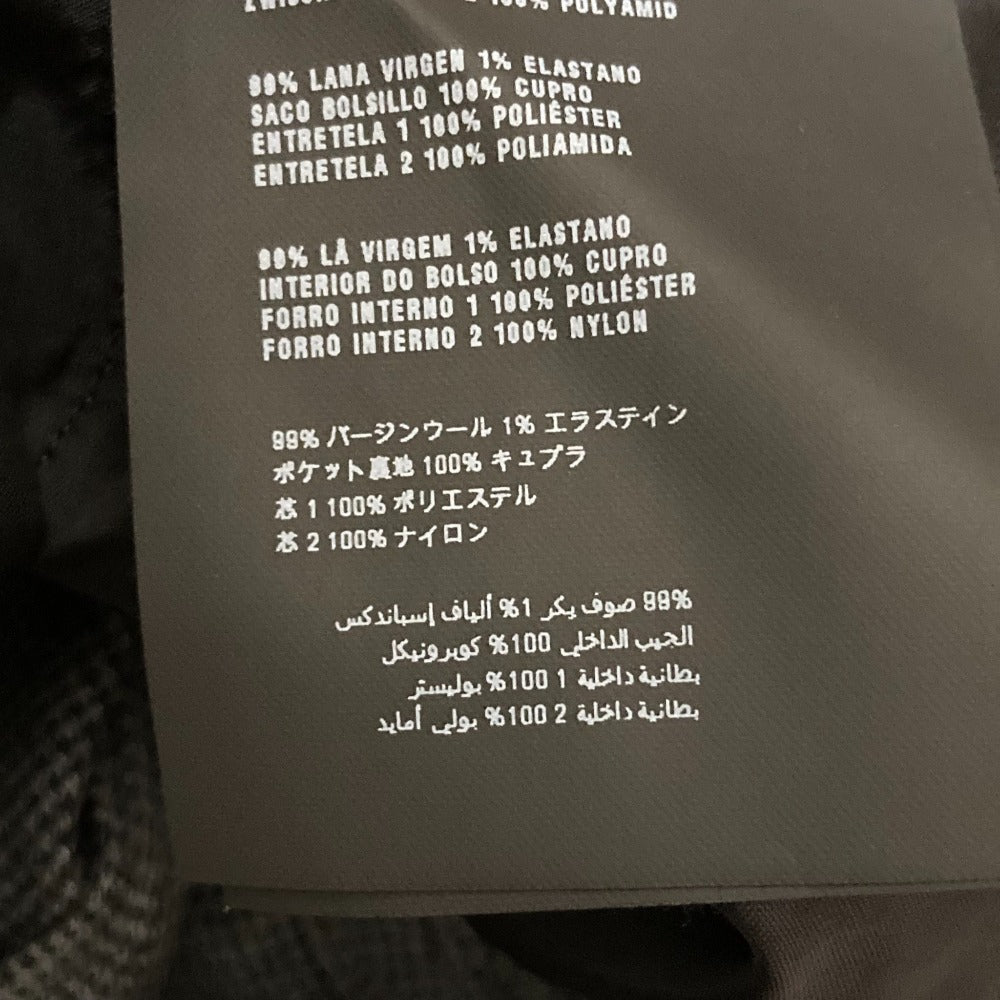 100% POLYAMID
99% LANA VIRGEN 1% ELASTANO
SACO BOLSILLO 100% CUPRO
ENTRETELA 1 100% POLIÉSTER
ENTRETELA 2 100% POLIAMIDA
99% LÃ VIRGEM 1% ELASTANO
INTERIOR DO BOLSO 100% CUPRO
FORRO INTERNO 1 100% POLIÉSTER
FORRO INTERNO 2 100% NYLON
99% バージンウール 1% エラステイン
ポケット裏地 100% キュプラ
芯 1 100% ポリエステル
芯 2 100% ナイロン
99% صوف بكر 1% ألياف إسباندكس
الجيب الداخلي 100% كوبرونيكل
بطانية داخلية 1 100% بوليستر
بطانية داخلية 2 100% بولي أمايد